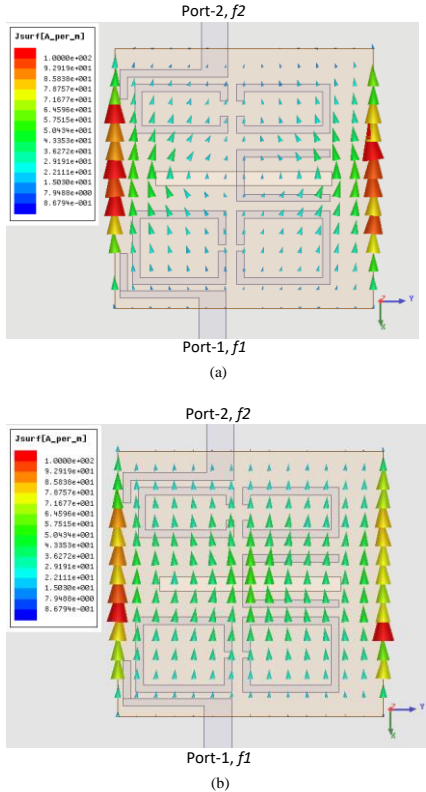 Port-2, f2
Jsurf[A_per_m]
1.0000e+002
9.2919e+001
8.5838e+001
7.8757e+001
7.1677e+001
6.4596e+001
5.7515e+001
5.0434e+001
4.3353e+001
3.6272e+001
2.9191e+001
2.2111e+001
1.5030e+001
7.9488e+000
8.6794e-001
Z
Y
X
Port-1, f1
(a)
Port-2, f2
Jsurf[A_per_m]
1.0000e+002
9.2919e+001
8.5838e+001
7.8757e+001
7.1677e+001
6.4596e+001
5.7515e+001
5.0434e+001
4.3353e+001
3.6272e+001
2.9191e+001
2.2111e+001
1.5030e+001
7.9488e+000
8.6794e-001
Z
Y
X
Port-1, f1
(b)